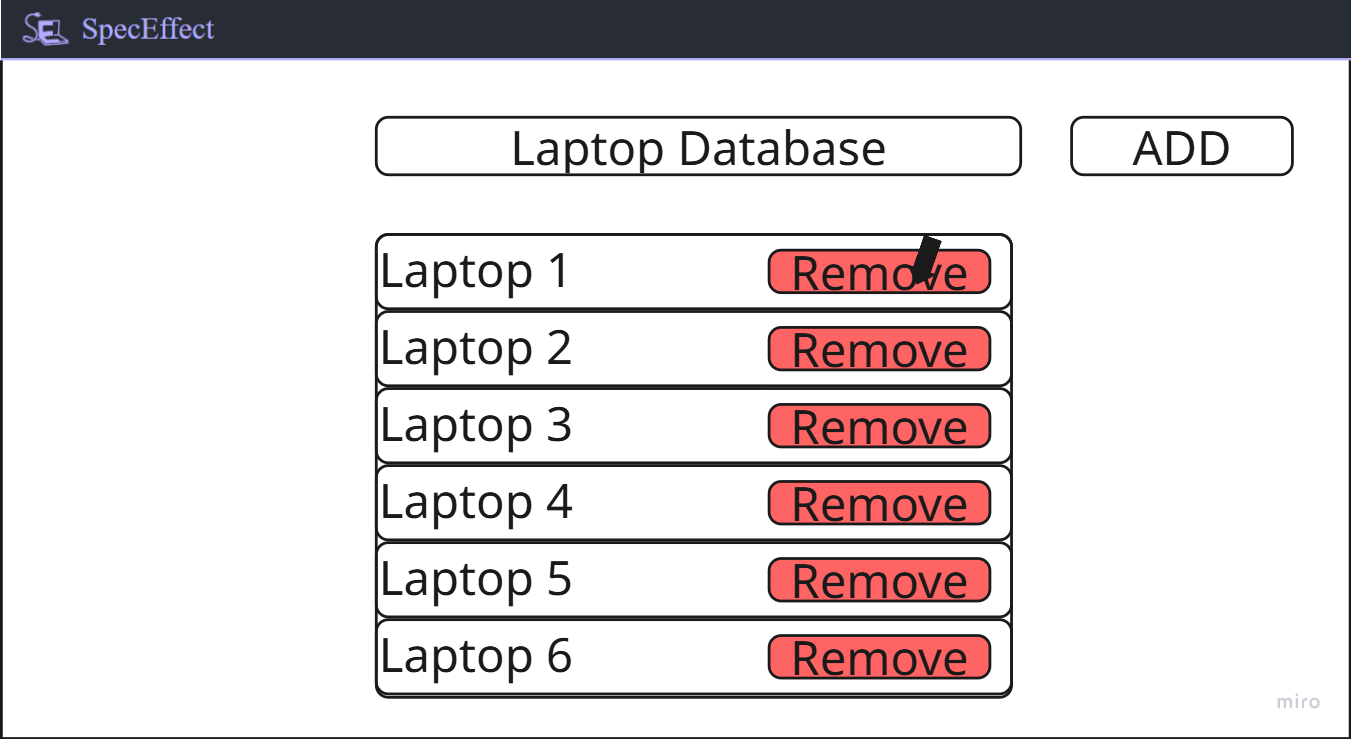 SpecEffect
Laptop Database
ADD
Laptop 1 Remove
Laptop 2 Remove
Laptop 3 Remove
Laptop 4 Remove
Laptop 5 Remove
Laptop 6 Remove
miro